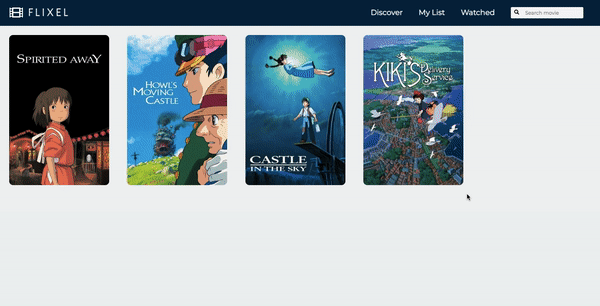 FLIXEL
Discover
My List
Watched
Search movie
SPIRITED AWAY
HOWL'S
MOVING
CASTLE
CASTLE
IN THE SKY
KIKI'S Delivery
Service